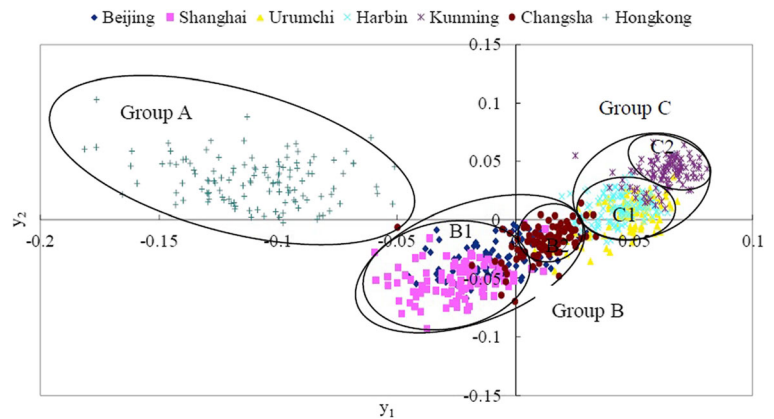 Beijing Shanghai Urumchi Harbin Kunming Changsha Hongkong
0.15
Group A
0.1
Group C
C2
0.05
y2
C1
0
-0.2 -0.15 -0.1 -0.05 0 0.05 0.1
B1
-0.05
Group B
-0.1
-0.15
y1